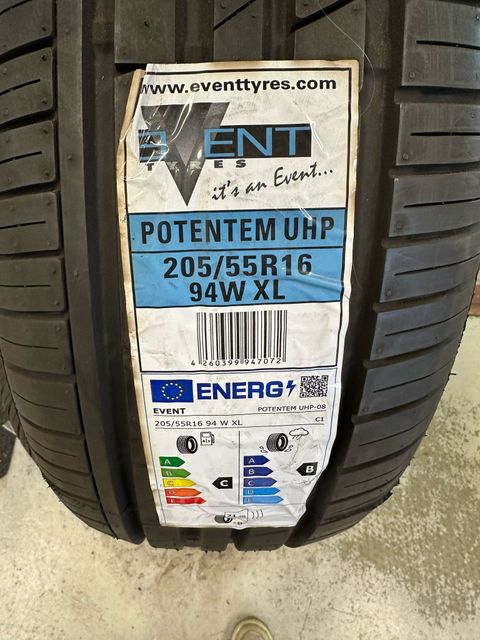 www.eventtyres.com
EVENT
TYRES
it's an Event...
POTENTEM UHP
205/55R16
94W XL
4 260399 947072
ENERG
EVENT
POTENTEM UHP-08
205/55R16 94 W XL
C1
A
B
C
D
E
C
A
B
C
D
E
B